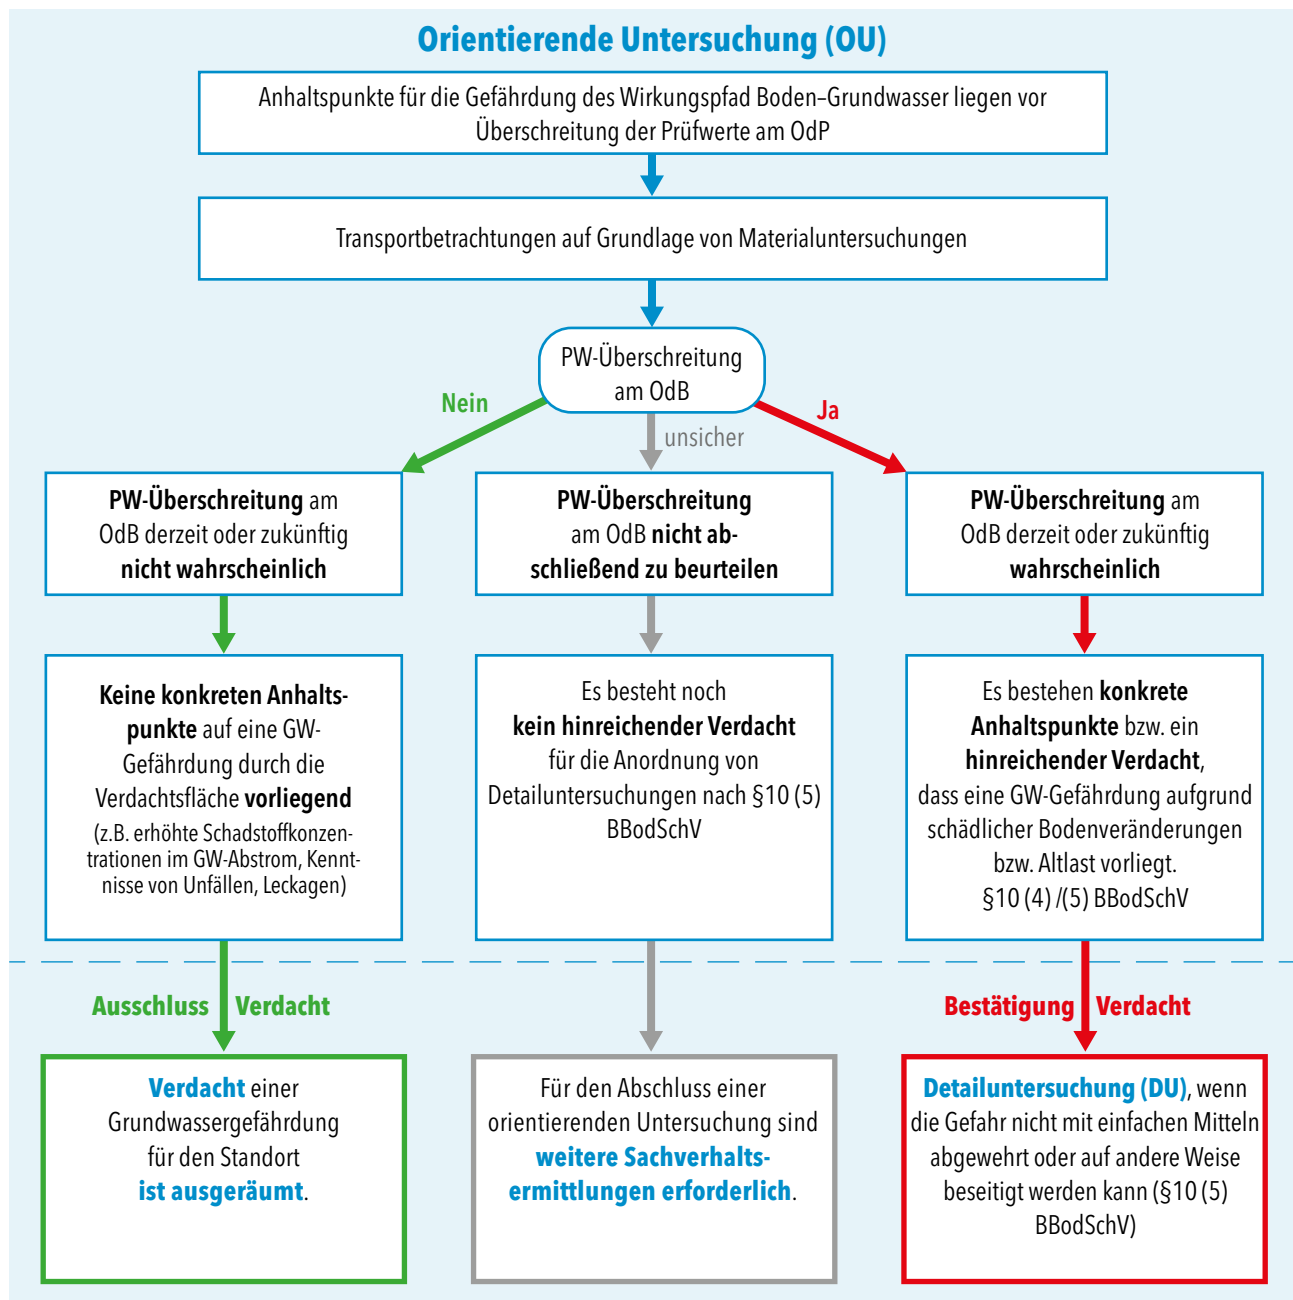 Orientierende Untersuchung (OU)
Anhaltspunkte für die Gefährdung des Wirkungspfad Boden–Grundwasser liegen vor
Überschreitung der Prüfwerte am OdP
Transportbetrachtungen auf Grundlage von Materialuntersuchungen
PW-Überschreitung
am OdB
Nein
unsicher
Ja
PW-Überschreitung am
OdB derzeit oder zukünftig
nicht wahrscheinlich
PW-Überschreitung
am OdB nicht ab-
schließend zu beurteilen
PW-Überschreitung am
OdB derzeit oder zukünftig
wahrscheinlich
Keine konkreten Anhalts-
punkte auf eine GW-
Gefährdung durch die
Verdachtsfläche vorliegend
(z.B. erhöhte Schadstoffkonzen-
trationen im GW-Abstrom, Kennt-
nisse von Unfällen, Leckagen)
Es besteht noch
kein hinreichender Verdacht
für die Anordnung von
Detailuntersuchungen nach §10 (5)
BBodSchV
Es bestehen konkrete
Anhaltspunkte bzw. ein
hinreichender Verdacht,
dass eine GW-Gefährdung aufgrund
schädlicher Bodenveränderungen
bzw. Altlast vorliegt.
§10 (4) /(5) BBodSchV
Ausschluss Verdacht
Bestätigung Verdacht
Verdacht einer
Grundwassergefährdung
für den Standort
ist ausgeräumt.
Für den Abschluss einer
orientierenden Untersuchung sind
weitere Sachverhalts-
ermittlungen erforderlich.
Detailuntersuchung (DU), wenn
die Gefahr nicht mit einfachen Mitteln
abgewehrt oder auf andere Weise
beseitigt werden kann (§10 (5)
BBodSchV)